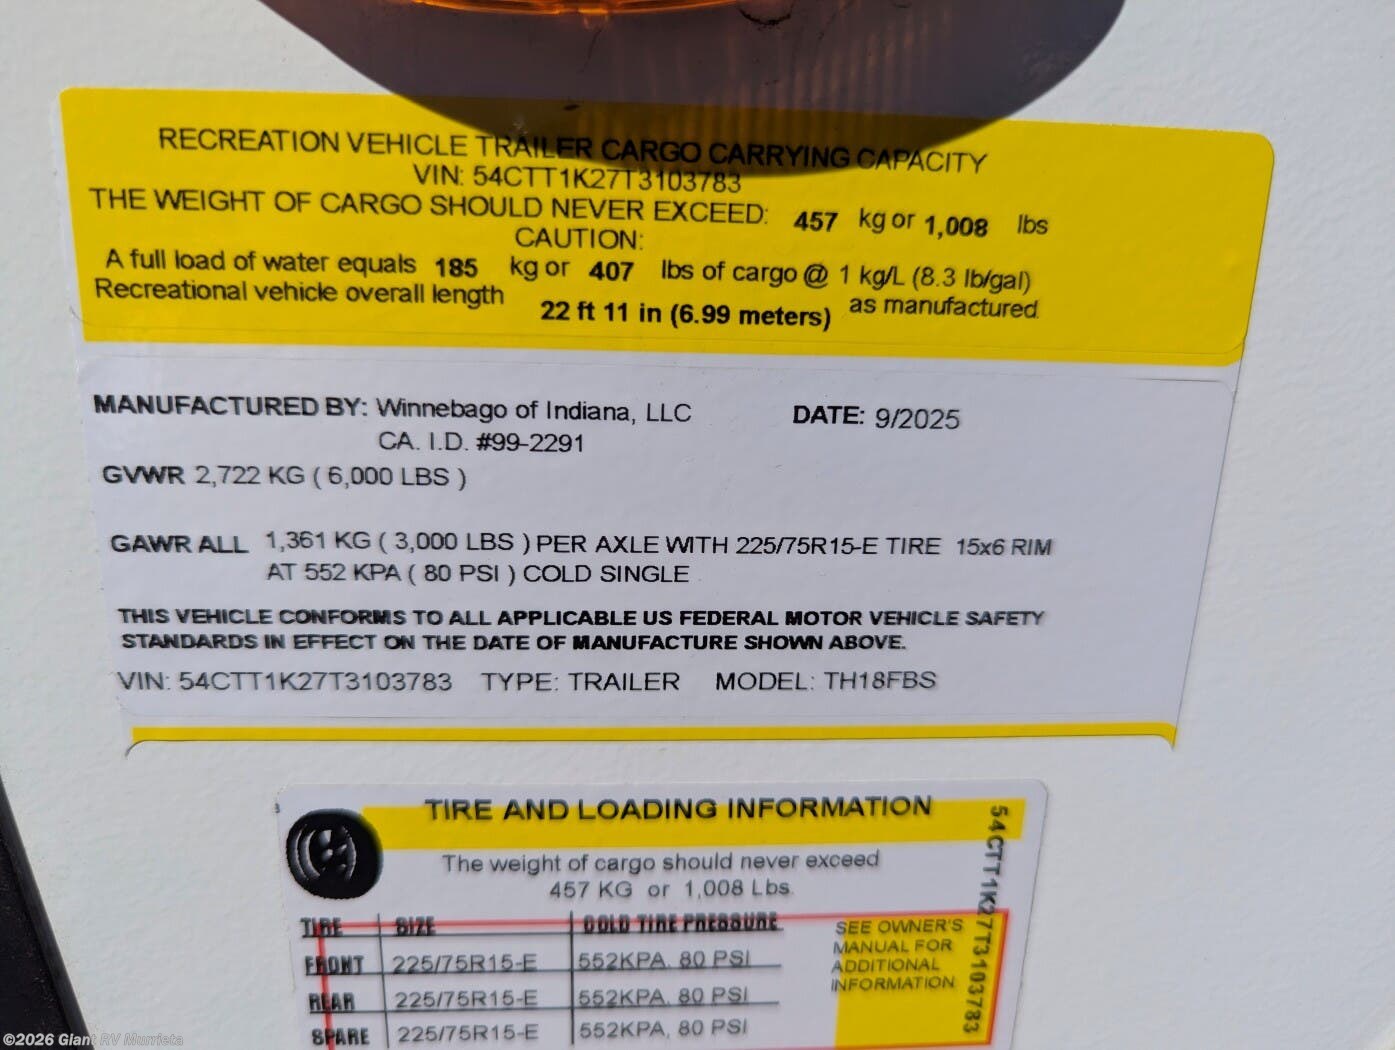 RECREATION VEHICLE TRAILER CARGO CARRYING CAPACITY
VIN: 54CTT1K27T3103783
THE WEIGHT OF CARGO SHOULD NEVER EXCEED: 457 kg or 1,008 lbs
CAUTION:
A full load of water equals 185 kg or 407 lbs of cargo @ 1 kg/L (8.3 lb/gal)
Recreational vehicle overall length 22 ft 11 in (6.99 meters) as manufactured
MANUFACTURED BY: Winnebago of Indiana, LLC DATE: 9/2025
CA. I.D. #99-2291
GVWR 2,722 KG ( 6,000 LBS )
GAWR ALL 1,361 KG ( 3,000 LBS ) PER AXLE WITH 225/75R15-E TIRE 15x6 RIM
AT 552 KPA ( 80 PSI ) COLD SINGLE
THIS VEHICLE CONFORMS TO ALL APPLICABLE US FEDERAL MOTOR VEHICLE SAFETY
STANDARDS IN EFFECT ON THE DATE OF MANUFACTURE SHOWN ABOVE.
VIN: 54CTT1K27T3103783 TYPE: TRAILER MODEL: TH18FBS
TIRE AND LOADING INFORMATION
The weight of cargo should never exceed
457 KG or 1,008 Lbs.
TIRE SIZE COLD TIRE PRESSURE
FRONT 225/75R15-E 552KPA, 80 PSI
REAR 225/75R15-E 552KPA, 80 PSI
SPARE 225/75R15-E 552KPA, 80 PSI
SEE OWNER'S
MANUAL FOR
ADDITIONAL
INFORMATION
54CTT1K27T3103783
©2026 Giant RV Murrieta